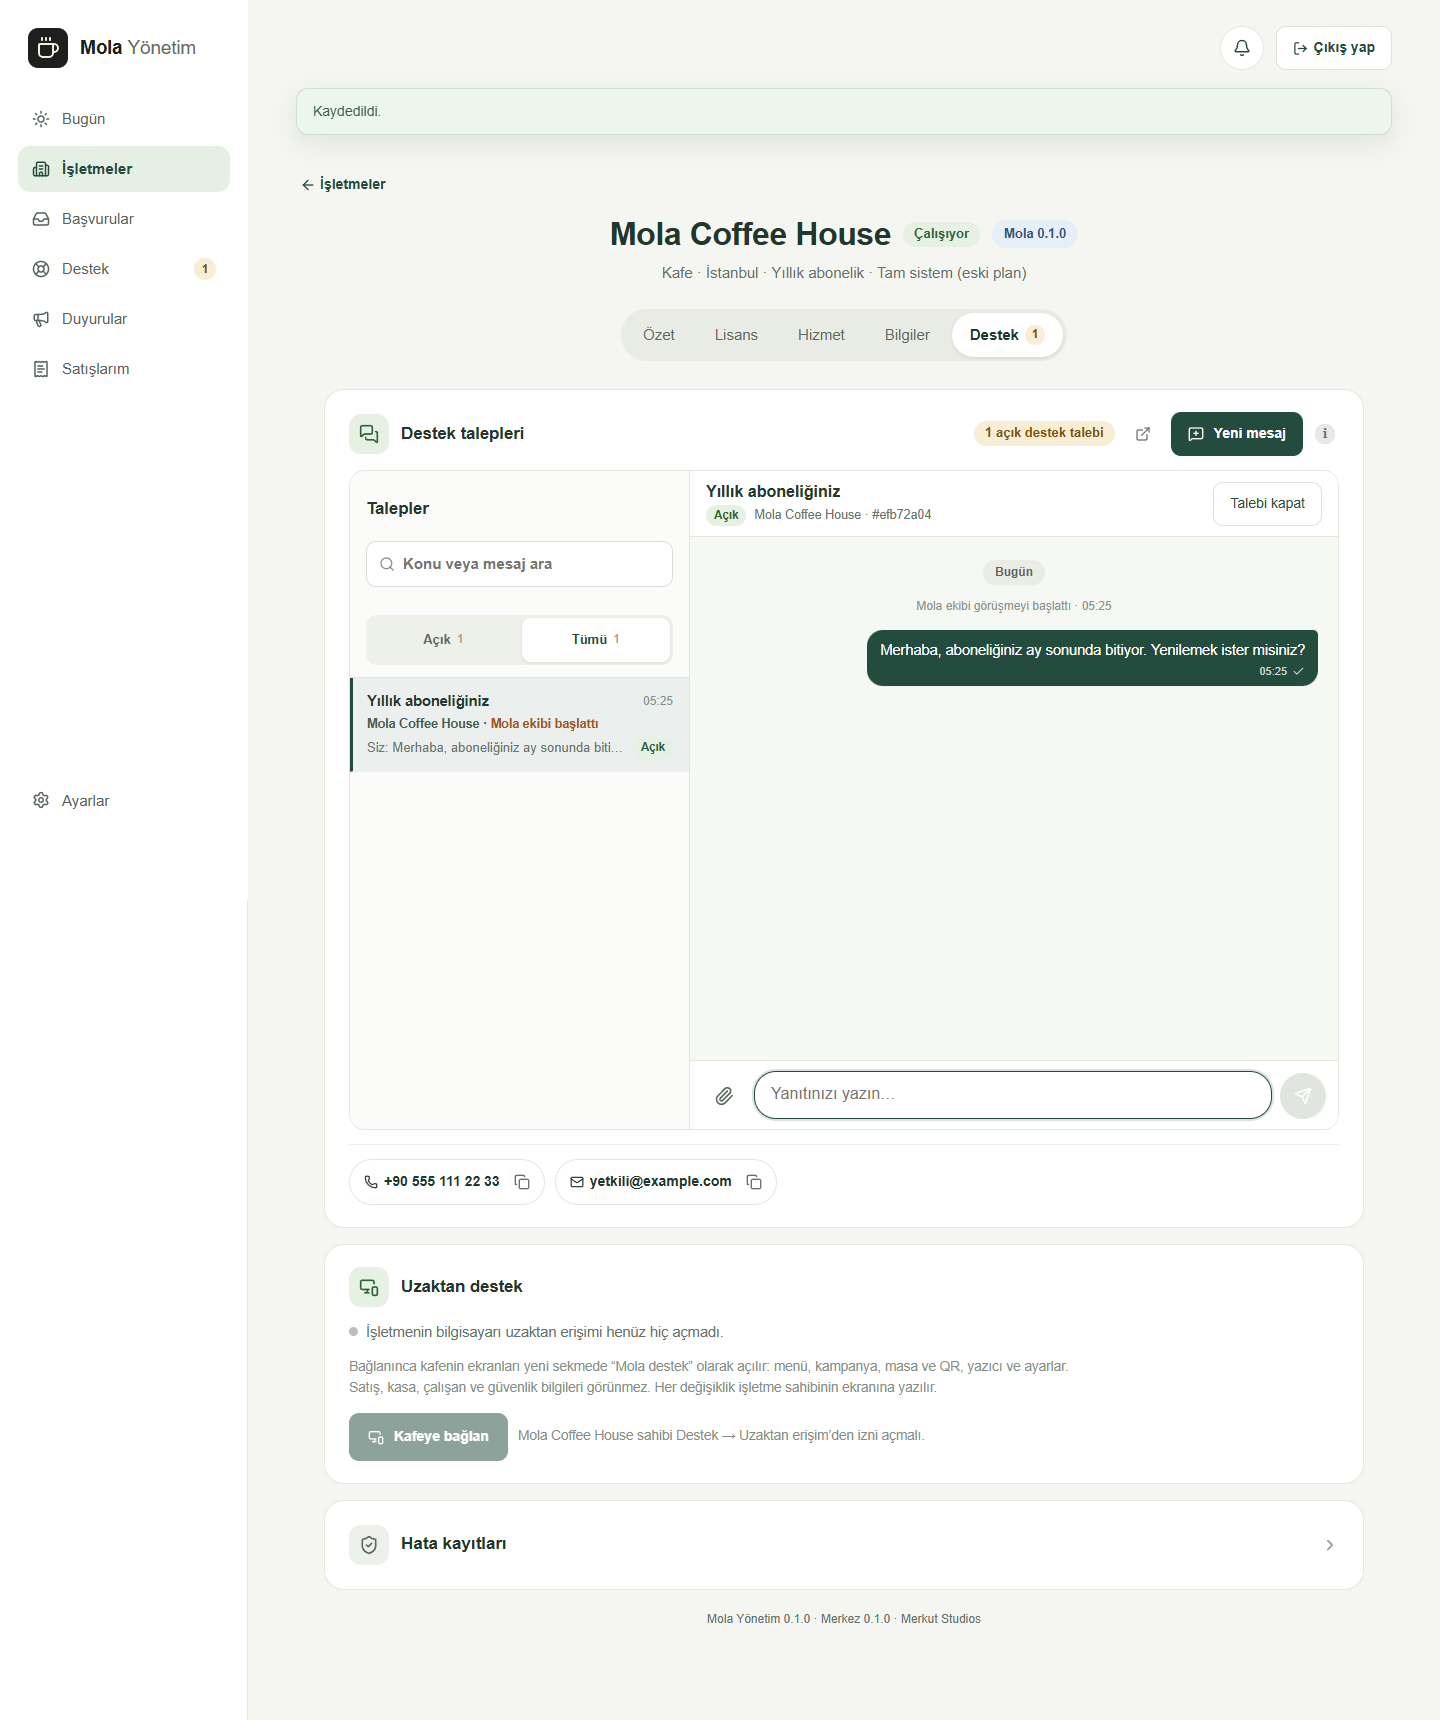 Mola Yönetim
Çıkış yap
Kaydedildi.
Bugün
İşletmeler
Başvurular
Destek 1
Duyurular
Satışlarım
Ayarlar
İşletmeler
Mola Coffee House Çalışıyor Mola 0.1.0
Kafe · İstanbul · Yıllık abonelik · Tam sistem (eski plan)
Özet Lisans Hizmet Bilgiler Destek 1
Destek talepleri
1 açık destek talebi
Yeni mesaj
i
Talepler
Konu veya mesaj ara
Açık 1 Tümü 1
Yıllık aboneliğiniz 05:25
Mola Coffee House · Mola ekibi başlattı
Siz: Merhaba, aboneliğiniz ay sonunda biti... Açık
Yıllık aboneliğiniz
Açık Mola Coffee House · #efb72a04
Talebi kapat
Bugün
Mola ekibi görüşmeyi başlattı · 05:25
Merhaba, aboneliğiniz ay sonunda bitiyor. Yenilemek ister misiniz?
05:25
Yanıtınızı yazın...
+90 555 111 22 33
yetkili@example.com
Uzaktan destek
İşletmenin bilgisayarı uzaktan erişimi henüz hiç açmadı.
Bağlanınca kafenin ekranları yeni sekmede “Mola destek” olarak açılır: menü, kampanya, masa ve QR, yazıcı ve ayarlar.
Satış, kasa, çalışan ve güvenlik bilgileri görünmez. Her değişiklik işletme sahibinin ekranına yazılır.
Kafeye bağlan
Mola Coffee House sahibi Destek → Uzaktan erişim'den izni açmalı.
Hata kayıtları
Mola Yönetim 0.1.0 · Merkez 0.1.0 · Merkut Studios